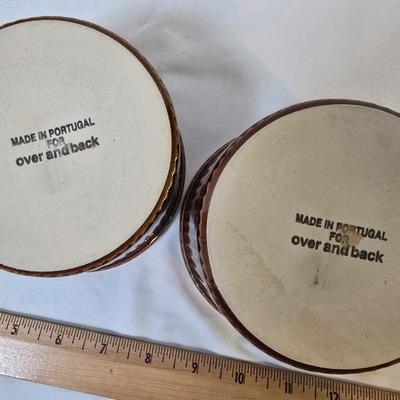 MADE IN PORTUGAL
FOR
over and back
MADE IN PORTUGAL
FOR
over and back
5 6 7 8 9 10 11 12 13